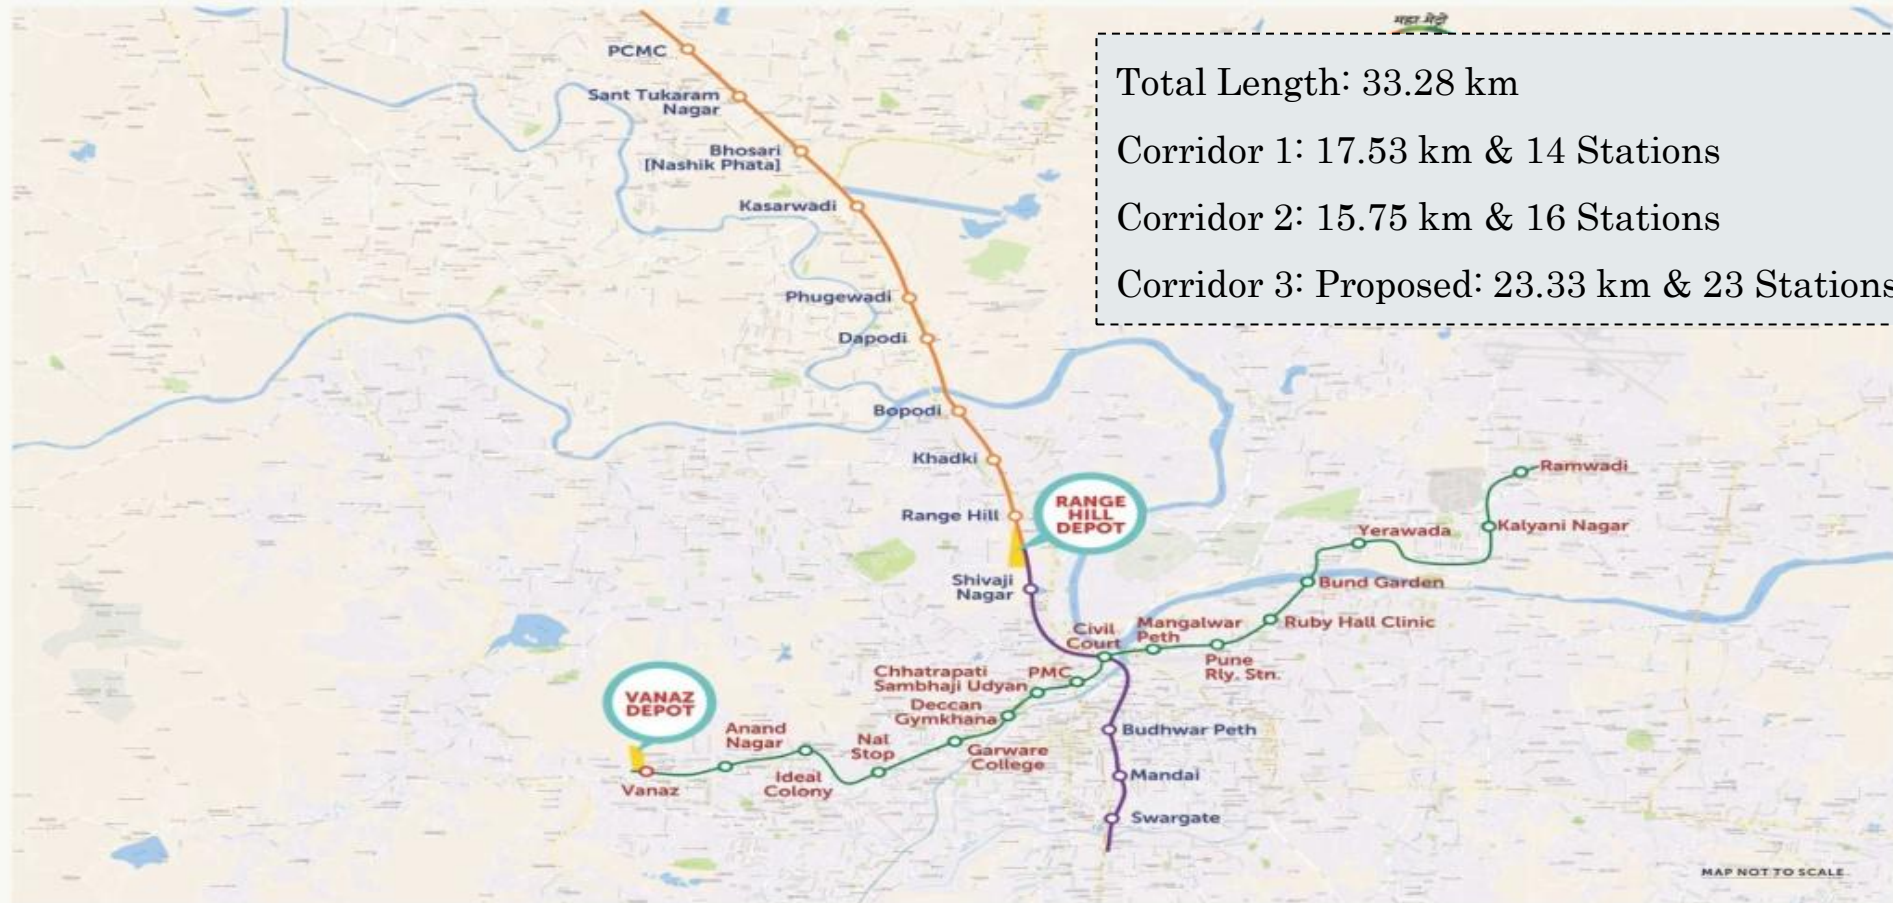 महा मेट्रो
Total Length: 33.28 km
Corridor 1: 17.53 km & 14 Stations
Corridor 2: 15.75 km & 16 Stations
Corridor 3: Proposed: 23.33 km & 23 Stations
PCMC
Sant Tukaram
Nagar
Bhosari
[Nashik Phata]
Kasarwadi
Phugewadi
Dapodi
Bopodi
Khadki
Range Hill
RANGE
HILL
DEPOT
Shivaji
Nagar
Ramwadi
Kalyani Nagar
Yerawada
Bund Garden
Ruby Hall Clinic
Mangalwar
Peth
Pune
Rly. Stn.
Civil
Court
PMC
Chhatrapati
Sambhaji Udyan
Deccan
Gymkhana
Garware
College
Nal
Stop
Ideal
Colony
Anand
Nagar
VANAZ
DEPOT
Vanaz
Budhwar Peth
Mandai
Swargate
MAP NOT TO SCALE